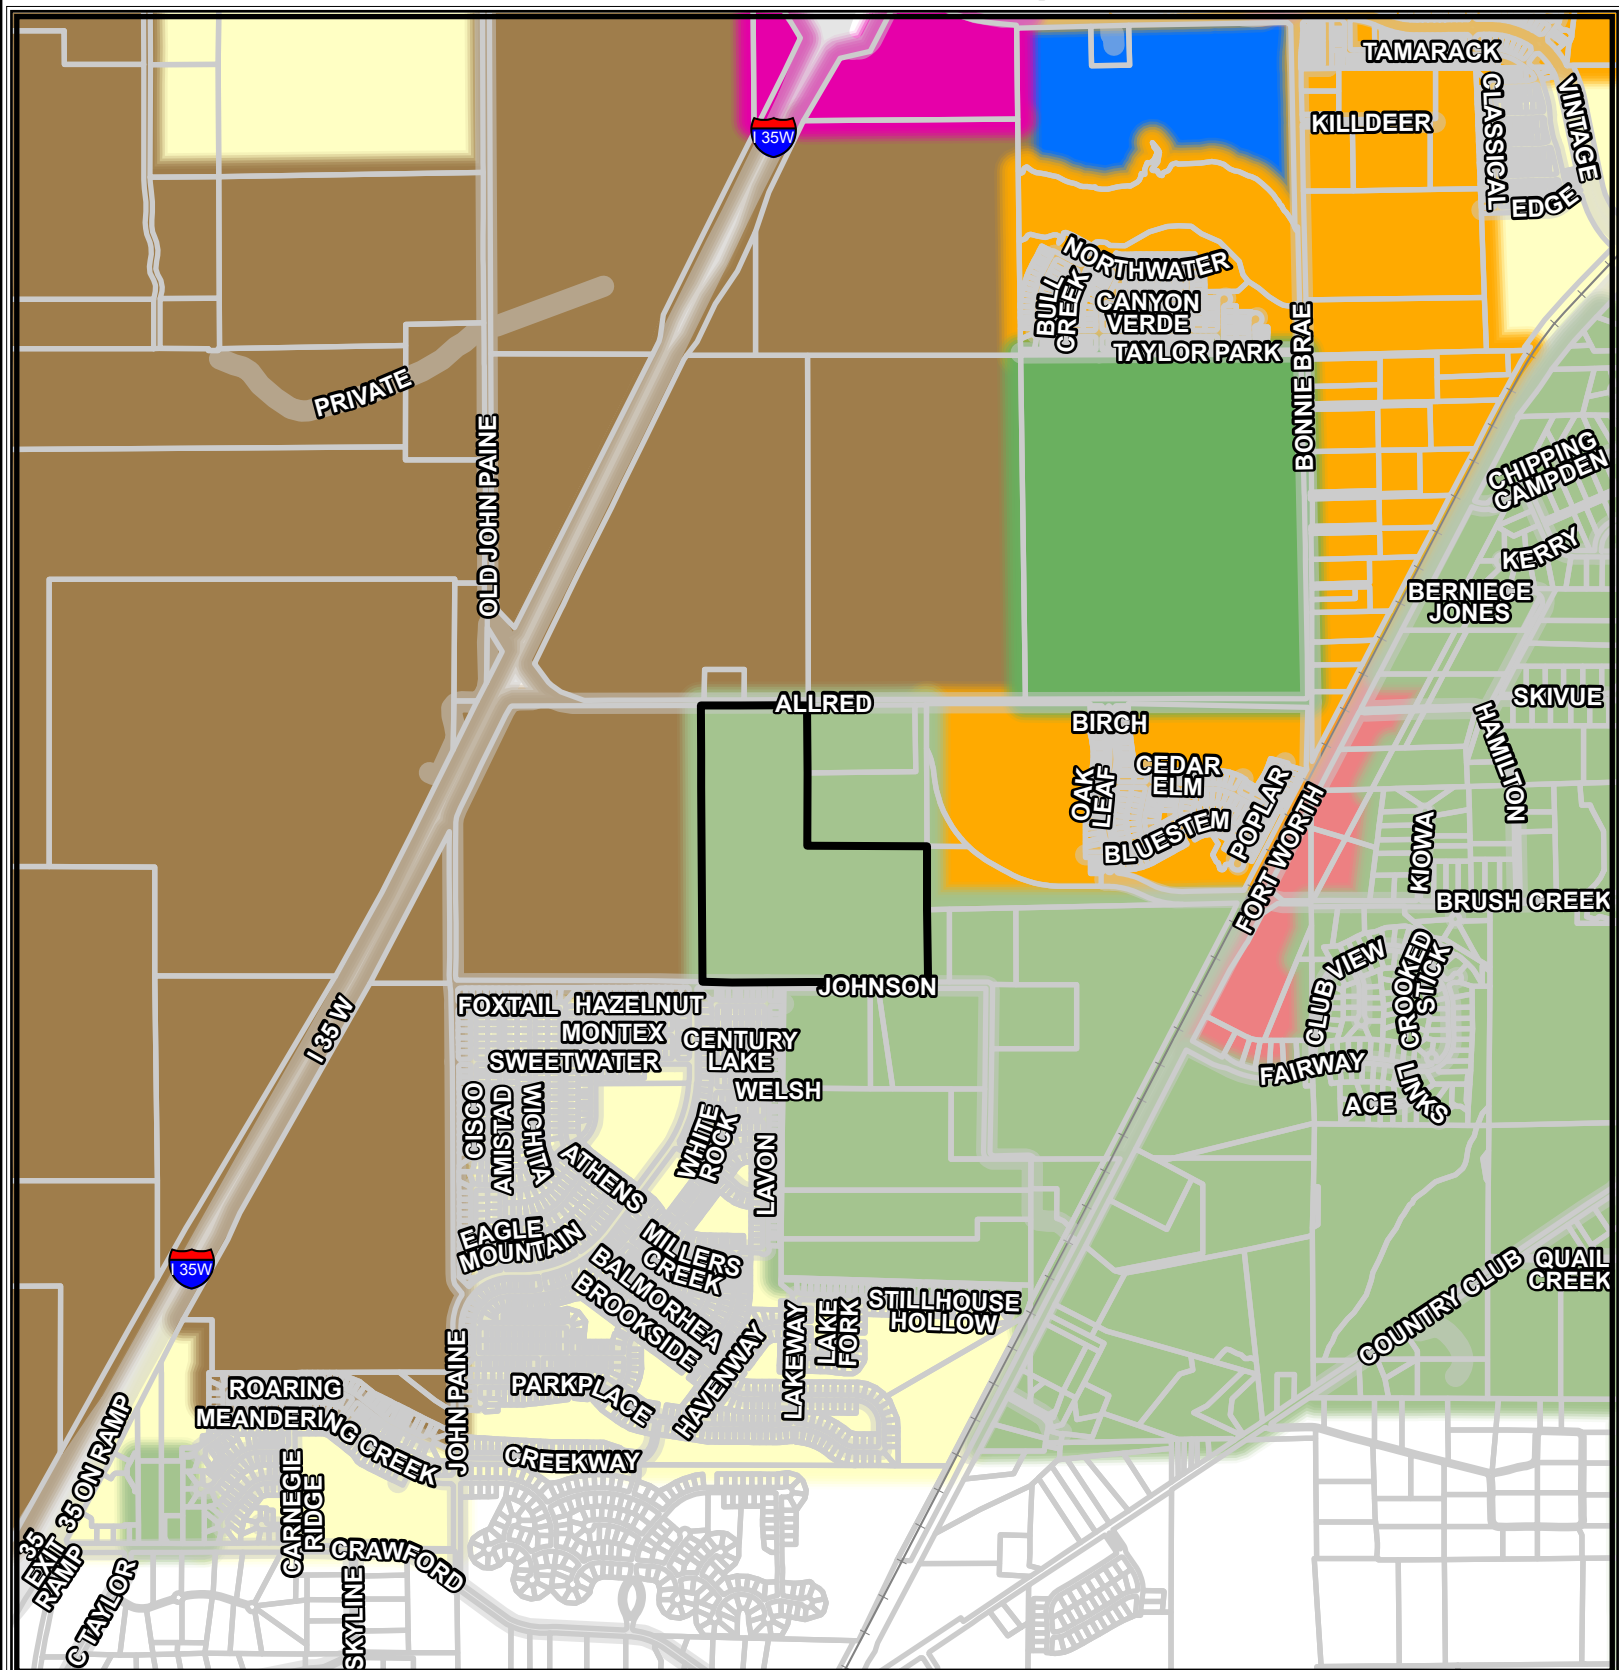 TAMARACK
CLASSICAL
VINTAGE
KILLDEER
I 35W
EDGE
NORTHWATER
BULL
CREEK
CANYON
VERDE
TAYLOR PARK
BONNIE BRAE
PRIVATE
OLD JOHN PAINE
CHIPPING
CAMPDEN
KERRY
BERNIECE
JONES
SKIVUE
ALLRED
BIRCH
HAMILTON
CEDAR
ELM
OAK
LEAF
POPLAR
BLUESTEM
FORT WORTH
KIOWA
BRUSH CREEK
CLUB VIEW
CROOKED
STICK
JOHNSON
FOXTAIL
HAZELNUT
MONTEX
CENTURY
LAKE
SWEETWATER
I 35 W
FAIRWAY
WELSH
LINKS
ACE
CISCO
AMISTAD
WICHITA
WHITE
ROCK
LAVON
ATHENS
EAGLE
MOUNTAIN
MILLERS
CREEK
I 35W
QUAIL
CREEK
BALMORHEA
BROOKSIDE
COUNTRY CLUB
STILLHOUSE
HOLLOW
LAKEWAY
LAKE
FORK
HAVENWAY
JOHN PAINE
PARKPLACE
ROARING
MEANDERING CREEK
35 ON RAMP
CREEKWAY
CARNEGIE
RIDGE
35
EXIT
RAMP
CRAWFORD
C TAYLOR
SKYLINE